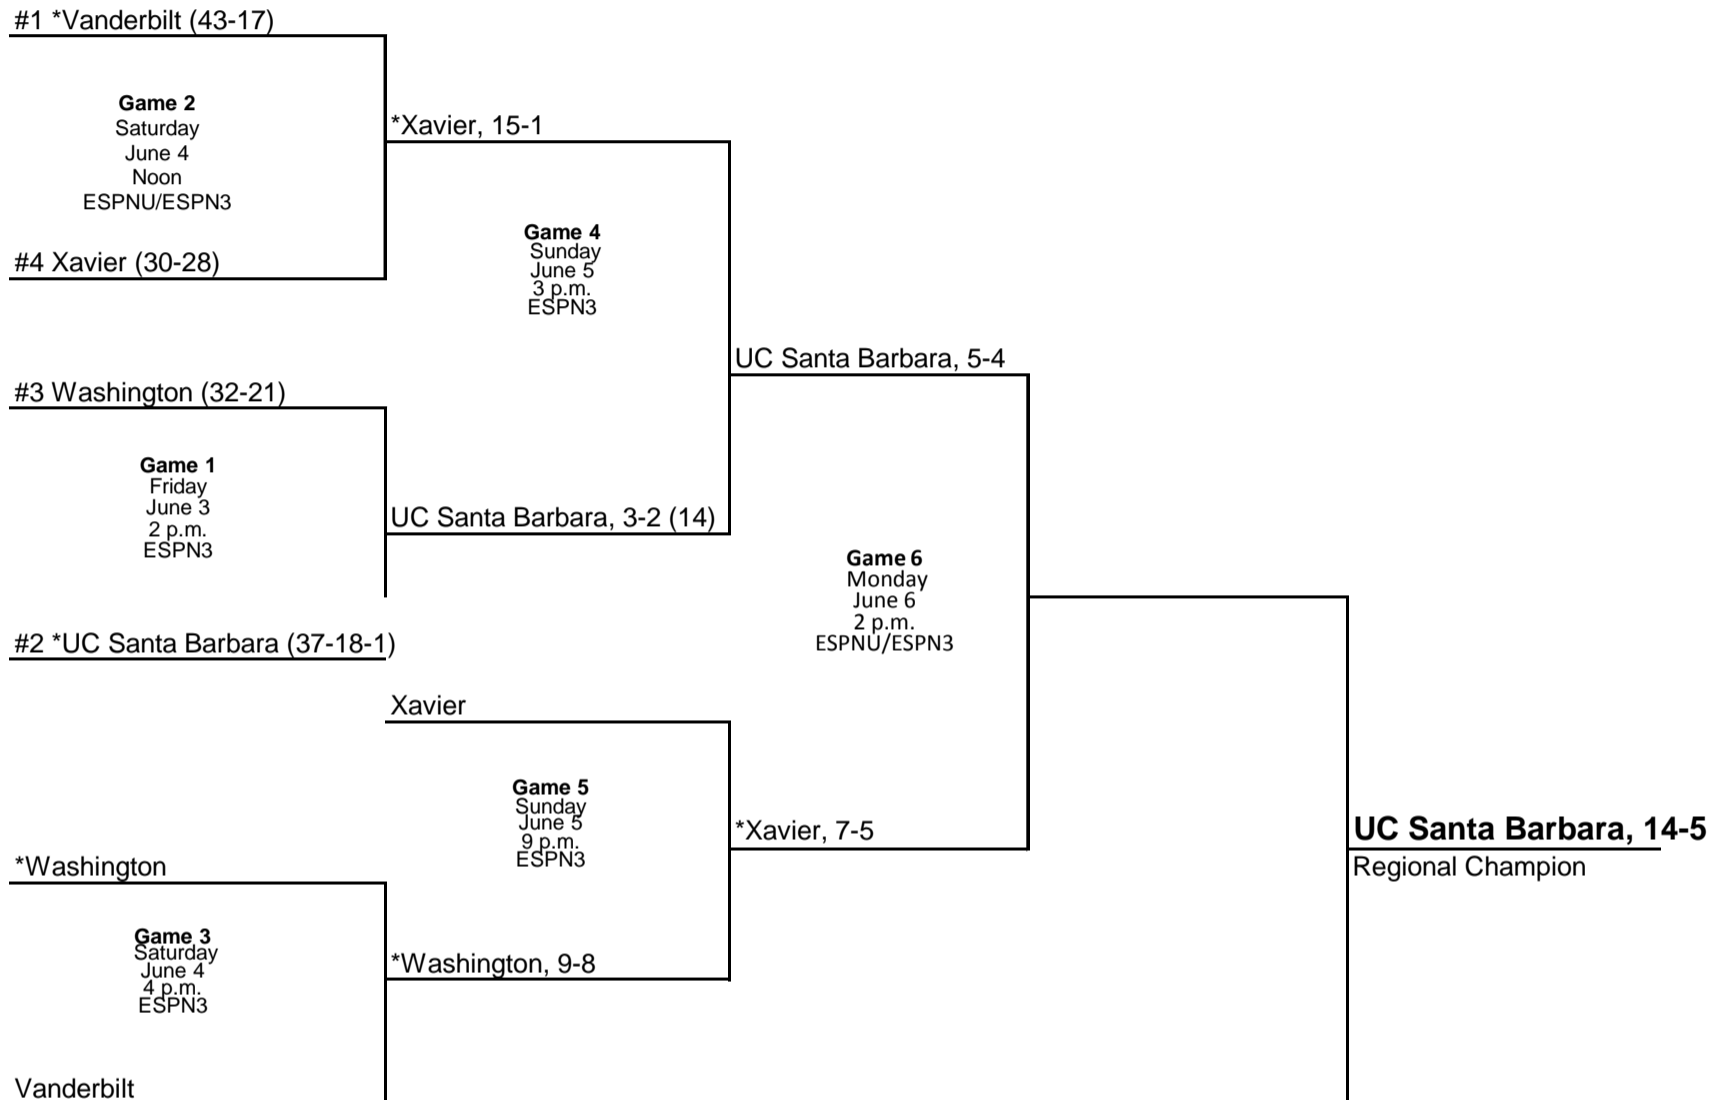 #1 *Vanderbilt (43-17)
Game 2
Saturday
June 4
Noon
ESPNU/ESPN3
#4 Xavier (30-28)
*Xavier, 15-1
Game 4
Sunday
June 5
3 p.m.
ESPN3
#3 Washington (32-21)
Game 1
Friday
June 3
2 p.m.
ESPN3
UC Santa Barbara, 3-2 (14)
#2 *UC Santa Barbara (37-18-1)
UC Santa Barbara, 5-4
Game 6
Monday
June 6
2 p.m.
ESPNU/ESPN3
Xavier
Game 5
Sunday
June 5
9 p.m.
ESPN3
*Xavier, 7-5
*Washington
Game 3
Saturday
June 4
4 p.m.
ESPN3
*Washington, 9-8
Vanderbilt
UC Santa Barbara, 14-5
Regional Champion